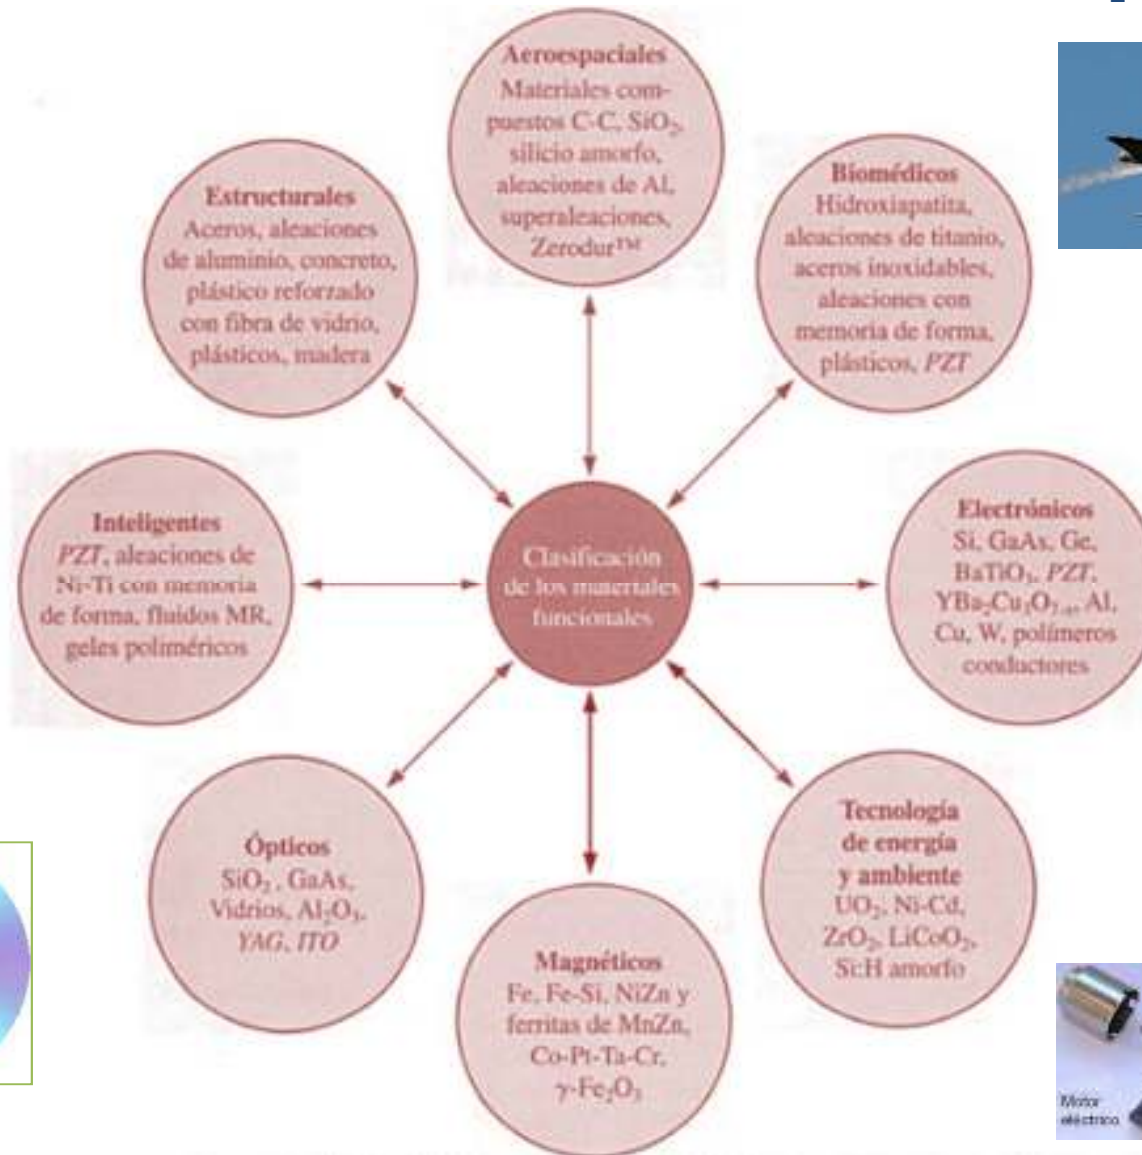 Aeroespaciales
Materiales com-
puestos C-C, SiO₂,
silicio amorfo,
aleaciones de Al,
superaleaciones,
Zerodur™
Biomédicos
Hidroxiapatita,
aleaciones de titanio,
aceros inoxidables,
aleaciones con
memoria de forma,
plásticos, PZT
Estructurales
Aceros, aleaciones
de aluminio, concreto,
plástico reforzado
con fibra de vidrio,
plásticos, madera
Inteligentes
PZT, aleaciones de
Ni-Ti con memoria
de forma, fluidos MR,
geles poliméricos
Clasificación
de los materiales
funcionales
Electrónicos
Si, GaAs, Ge,
BaTiO₃, PZT,
Al,
Cu, W, polímeros
conductores
Ópticos
SiO₂, GaAs,
Vidrios, Al₂O₃,
YAG, ITO
Tecnología
de energía
y ambiente
UO₂, Ni-Cd,
ZrO₂, LiCoO₂,
Si:H amorfo
Magnéticos
Fe, Fe-Si, NiZn y
ferritas de MnZn,
Co-Pt-Ta-Cr,
γ-Fe₂O₃
Motor
eléctrico